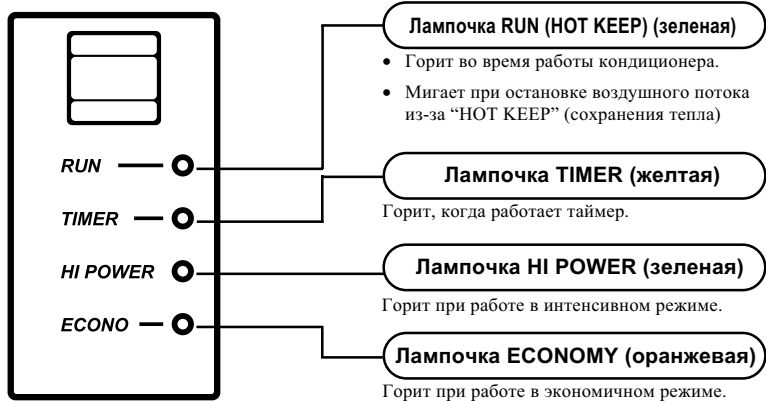 Лампочка RUN (HOT KEEP) (зеленая)
• Горит во время работы кондиционера.
• Мигает при остановке воздушного потока
из-за “HOT KEEP” (сохранения тепла)
RUN
Лампочка TIMER (желтая)
TIMER
Горит, когда работает таймер.
HI POWER
Лампочка HI POWER (зеленая)
Горит при работе в интенсивном режиме.
ECONO
Лампочка ECONOMY (оранжевая)
Горит при работе в экономичном режиме.